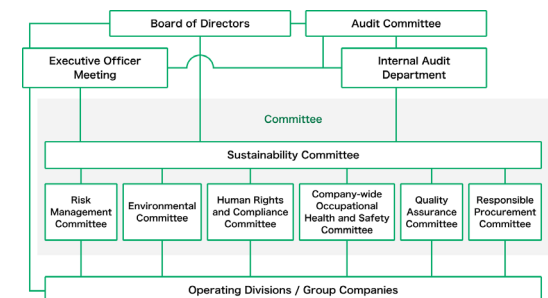 Board of Directors
Audit Committee
Executive Officer
Meeting
Internal Audit
Department
Committee
Sustainability Committee
Risk
Management
Committee
Environmental
Committee
Human Rights
and Compliance
Committee
Company-wide
Occupational
Health and Safety
Committee
Quality
Assurance
Committee
Responsible
Procurement
Committee
Operating Divisions / Group Companies